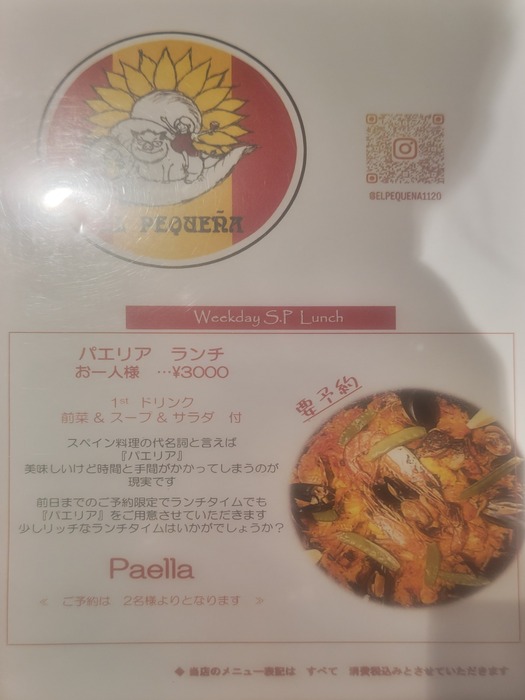 PEQUEÑA
@ELPEQUENA1120
Weekday S.P Lunch
パエリア ランチ
お一人様 …¥3000
要予約
1st ドリンク
前菜 & スープ & サラダ 付
スペイン料理の代名詞と言えば
『パエリア』
美味しいけど時間と手間がかかってしまうのが
現実です
前日までのご予約限定でランチタイムでも
『パエリア』をご用意させていただきます
少しリッチなランチタイムはいかがでしょうか?
Paella
≪ ご予約は 2名様よりとなります ≫
◆ 当店のメニュー表記は すべて 消費税込みとさせていただきます